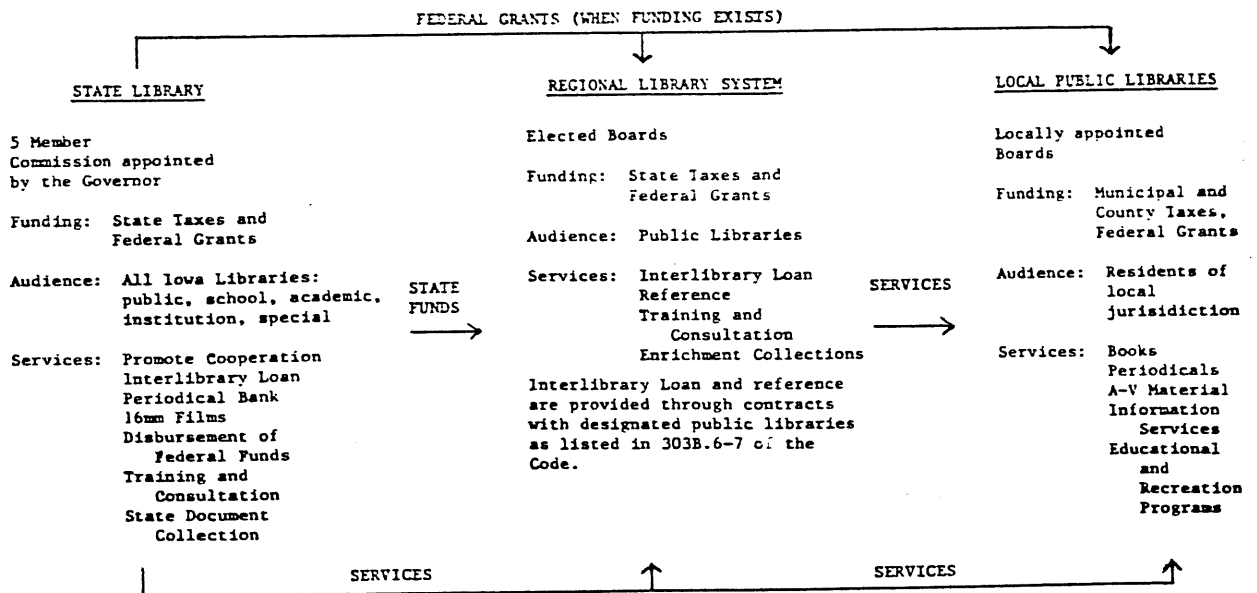 FEDERAL GRANTS (WHEN FUNDING EXISTS)
STATE LIBRARY
5 Member
Commission appointed
by the Governor
Funding: State Taxes and
Federal Grants
Audience: All Iowa Libraries:
public, school, academic,
institution, special
Services: Promote Cooperation
Interlibrary Loan
Periodical Bank
16mm Films
Disbursement of
Federal Funds
Training and
Consultation
State Document
Collection
STATE
FUNDS
REGIONAL LIBRARY SYSTEM
Elected Boards
Funding: State Taxes and
Federal Grants
Audience: Public Libraries
Services: Interlibrary Loan
Reference
Training and
Consultation
Enrichment Collections
Interlibrary Loan and reference
are provided through contracts
with designated public libraries
as listed in 303B.6-7 of the
Code.
SERVICES
LOCAL PUBLIC LIBRARIES
Locally appointed
Boards
Funding: Municipal and
County Taxes,
Federal Grants
Audience: Residents of
local
jurisidiction
Services: Books
Periodicals
A-V Material
Information
Services
Educational
and
Recreation
Programs
SERVICES
SERVICES